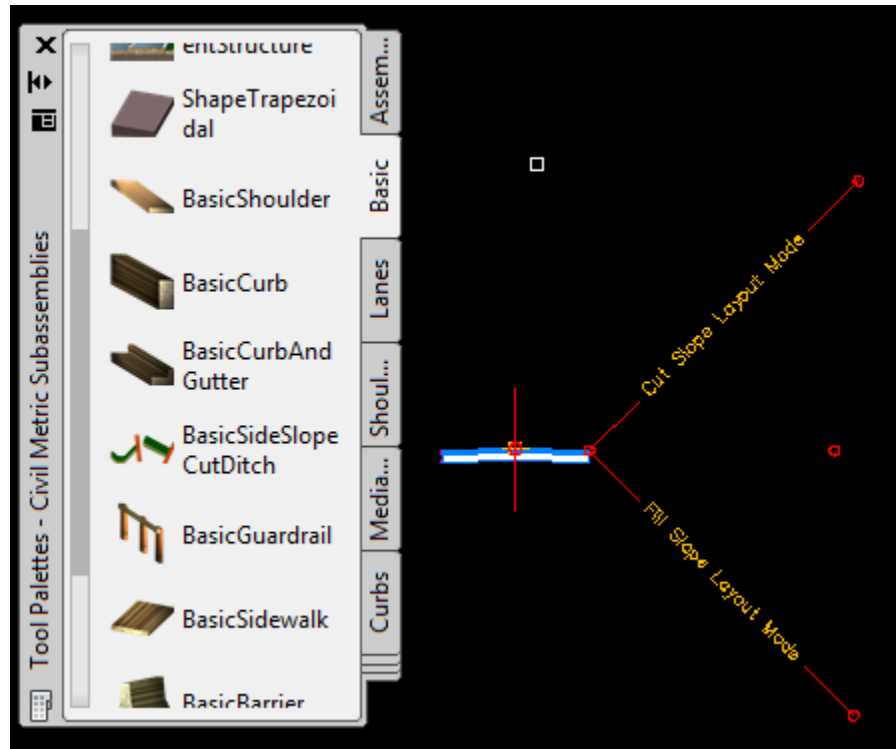 Tool Palettes - Civil Metric Subassemblies
entStructure
ShapeTrapezoi
dal
BasicShoulder
BasicCurb
BasicCurbAnd
Gutter
BasicSideSlope
CutDitch
BasicGuardrail
BasicSidewalk
BasicBarrier
Assem...
Basic
Lanes
Shoul...
Media...
Curbs
Cut Slope Layout Mode
Fill Slope Layout Mode